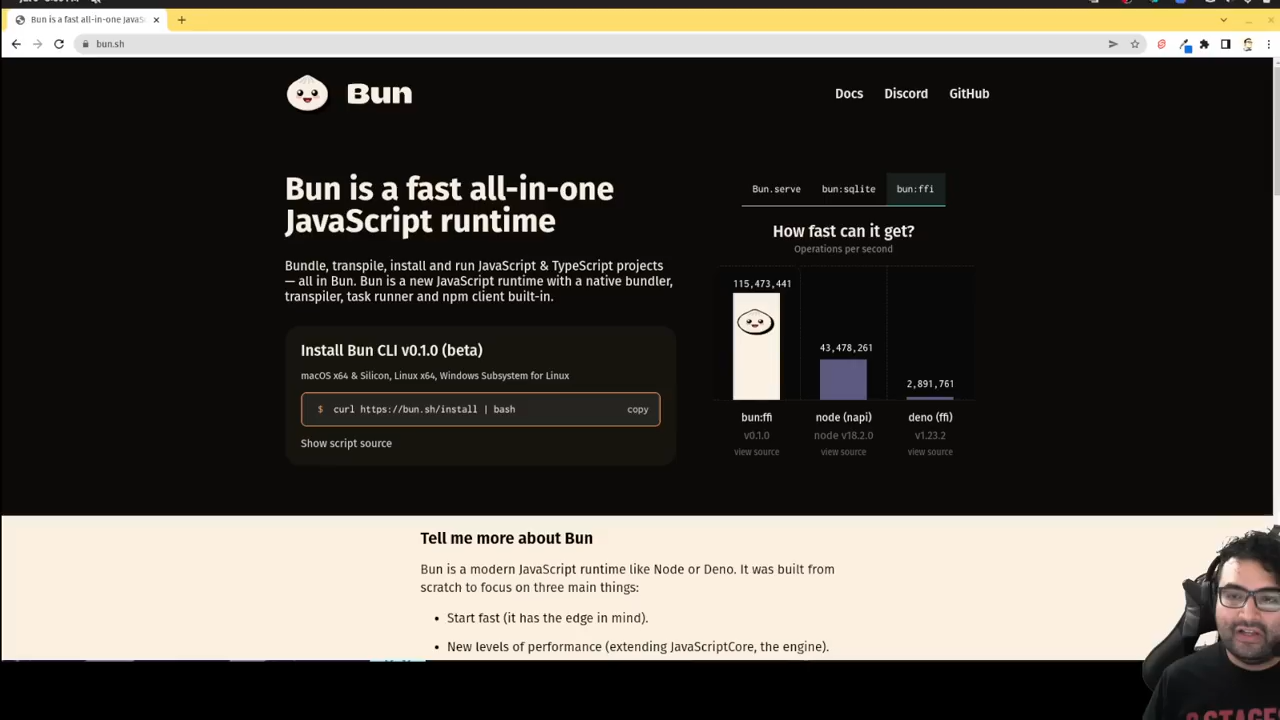 Bun is a fast all-in-one JavaS
bun.sh
Bun
Docs
Discord
GitHub
Bun is a fast all-in-one
JavaScript runtime
Bundle, transpile, install and run JavaScript & TypeScript projects
— all in Bun. Bun is a new JavaScript runtime with a native bundler,
transpiler, task runner and npm client built-in.
Install Bun CLI v0.1.0 (beta)
macOS x64 & Silicon, Linux x64, Windows Subsystem for Linux
$ curl https://bun.sh/install | bash
copy
Show script source
Bun.serve
bun:sqlite
bun:ffi
How fast can it get?
Operations per second
115,473,441
43,478,261
2,891,761
bun:ffi
node (napi)
deno (ffi)
v0.1.0
node v18.2.0
v1.23.2
view source
view source
view source
Tell me more about Bun
Bun is a modern JavaScript runtime like Node or Deno. It was built from
scratch to focus on three main things:
• Start fast (it has the edge in mind).
• New levels of performance (extending JavaScriptCore, the engine).